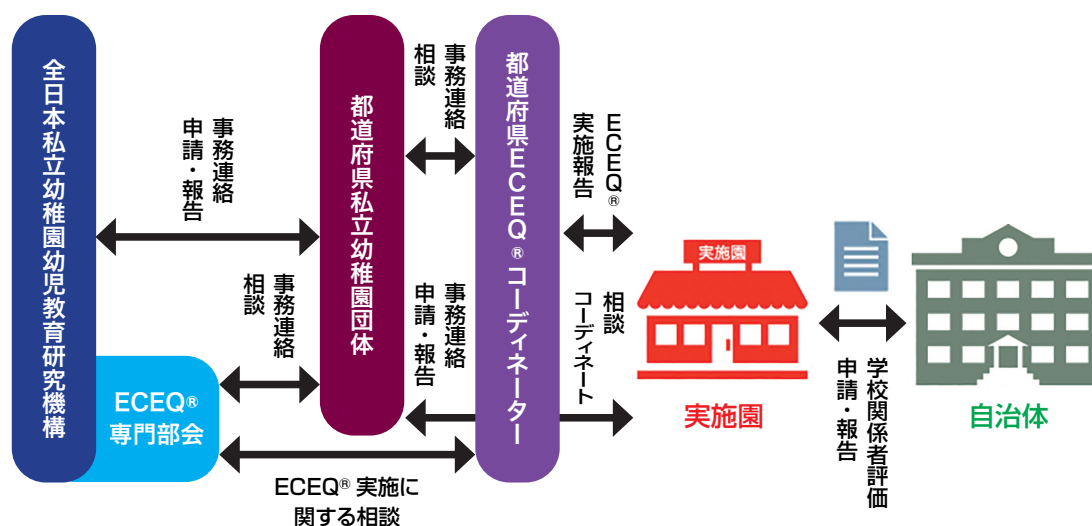 全日本私立幼稚園幼児教育研究機構
ECEQ®
専門部会
事務連絡
申請・報告
事務連絡
相談
都道府県私立幼稚園団体
事務連絡
相談
事務連絡
申請・報告
ECEQ® 実施に
関する相談
都道府県ECEQ®コーディネーター
ECEQ®
実施報告
相談
コーディネート
実施園
実施園
学校関係者評価
申請・報告
自治体